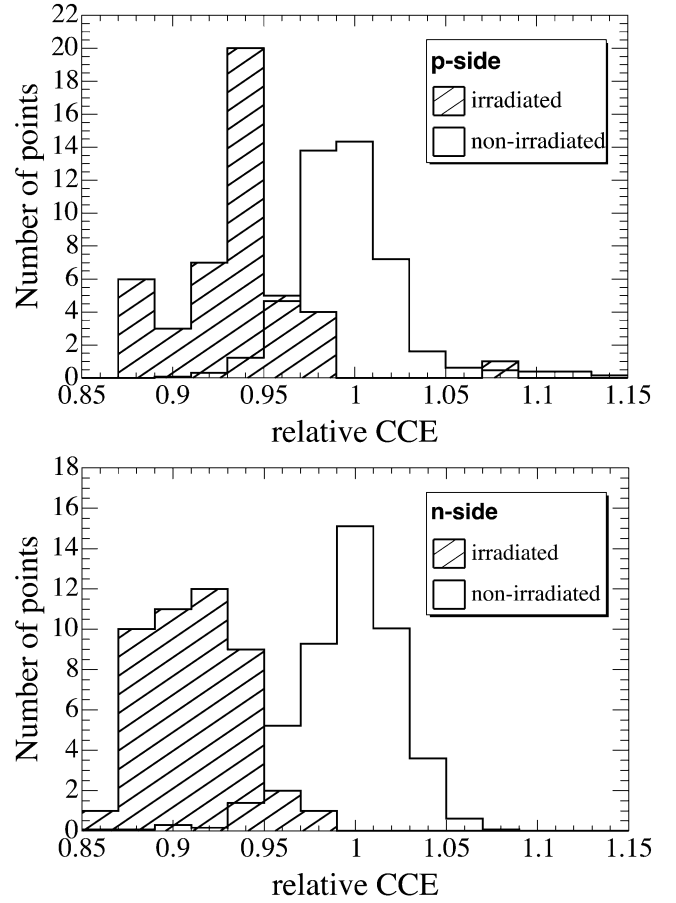 22
20
18
16
14
12
10
8
6
4
2
0
Number of points
p-side
irradiated
non-irradiated
0.85 0.9 0.95 1 1.05 1.1 1.15
relative CCE
18
16
14
12
10
8
6
4
2
0
Number of points
n-side
irradiated
non-irradiated
0.85 0.9 0.95 1 1.05 1.1 1.15
relative CCE